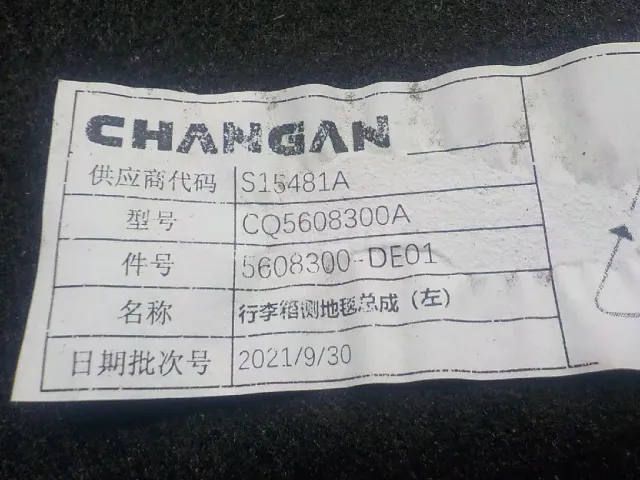 CHANGAN
供应商代码 S15481A
型号 CQ5608300A
件号 5608300-DE01
名称 行李箱侧地毯总成（左）
日期批次号 2021/9/30